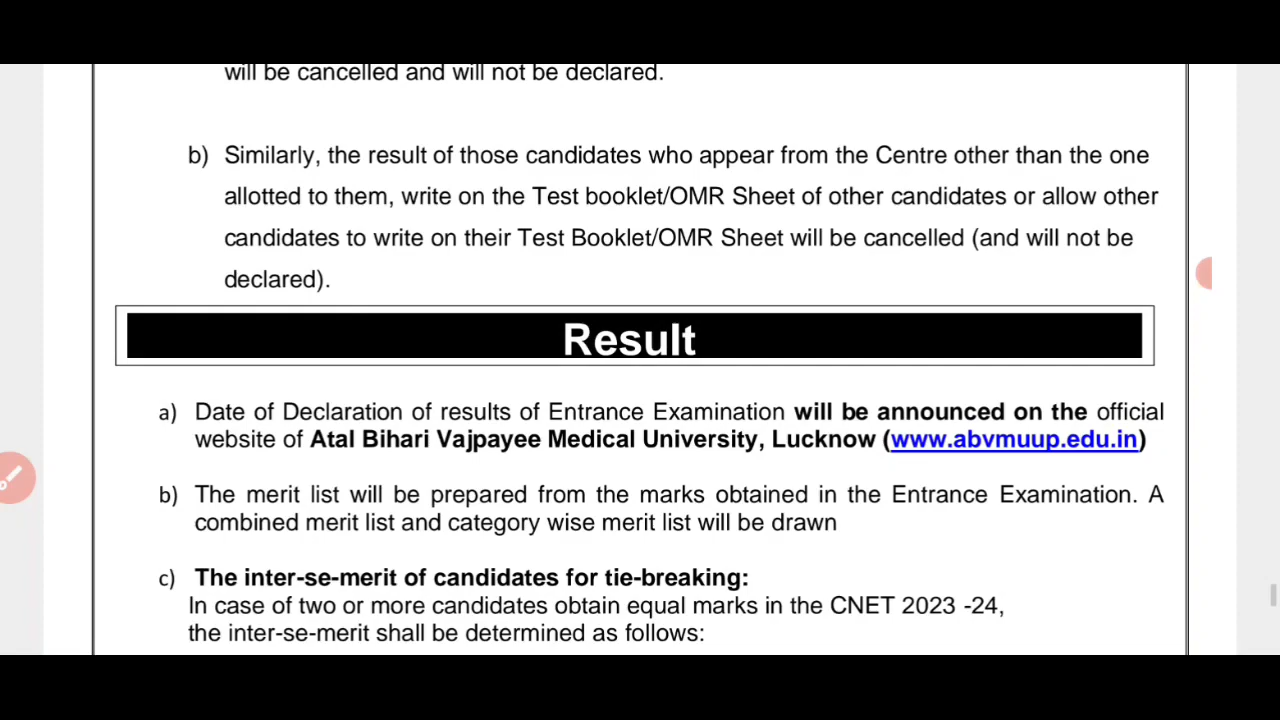 will be cancelled and will not be declared.
b) Similarly, the result of those candidates who appear from the Centre other than the one
allotted to them, write on the Test booklet/OMR Sheet of other candidates or allow other
candidates to write on their Test Booklet/OMR Sheet will be cancelled (and will not be
declared).
Result
a) Date of Declaration of results of Entrance Examination will be announced on the official
website of Atal Bihari Vajpayee Medical University, Lucknow (www.abvmuup.edu.in)
b) The merit list will be prepared from the marks obtained in the Entrance Examination. A
combined merit list and category wise merit list will be drawn
c) The inter-se-merit of candidates for tie-breaking:
In case of two or more candidates obtain equal marks in the CNET 2023 -24,
the inter-se-merit shall be determined as follows: